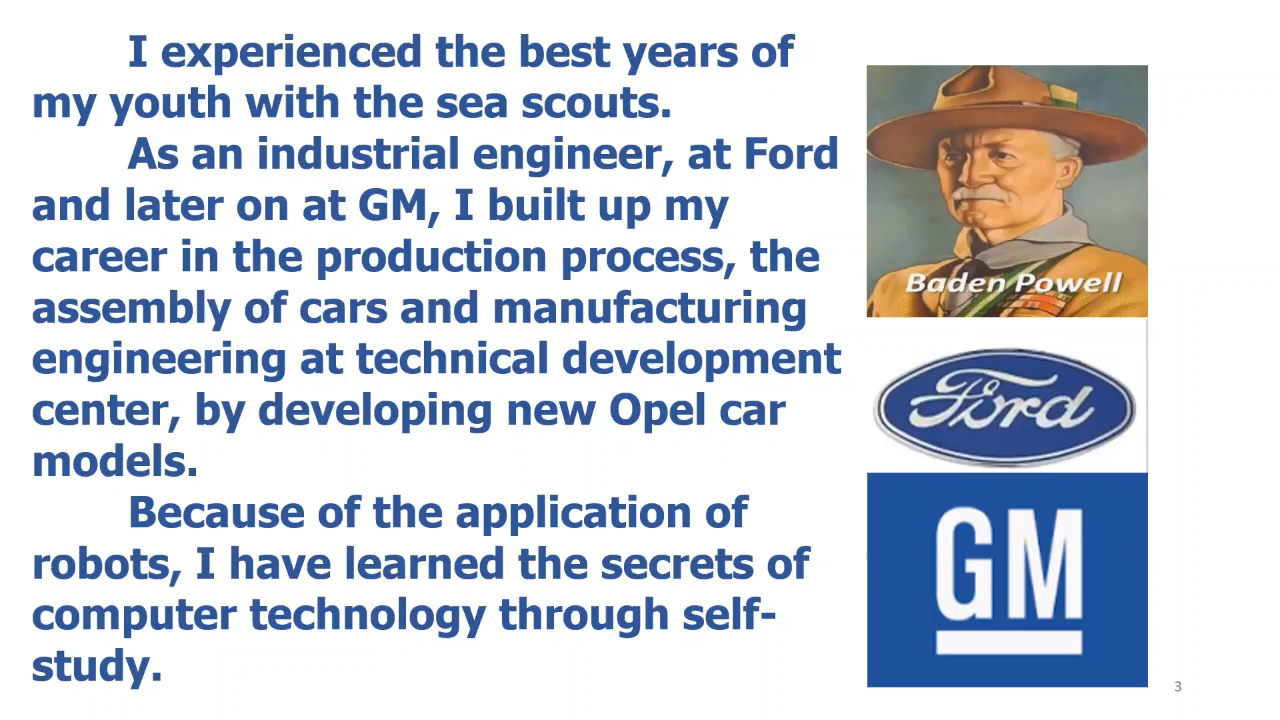 I experienced the best years of
my youth with the sea scouts.
As an industrial engineer, at Ford
and later on at GM, I built up my
career in the production process, the
assembly of cars and manufacturing
engineering at technical development
center, by developing new Opel car
models.
Because of the application of
robots, I have learned the secrets of
computer technology through self-
study.
Baden Powell
Ford
GM
3